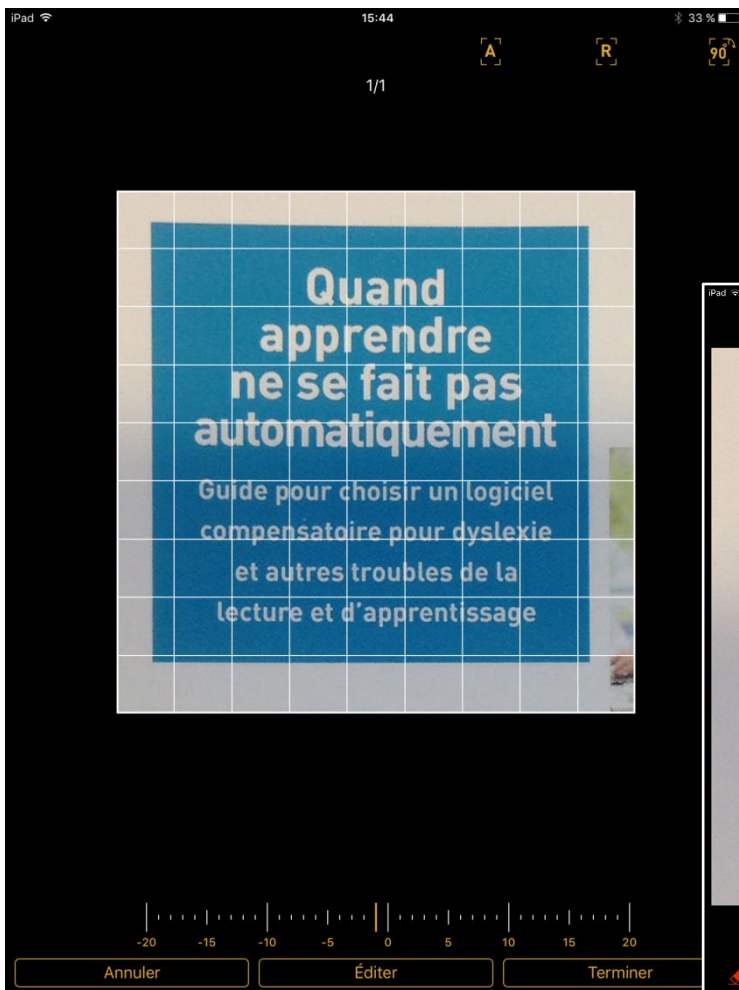 iPad 15:44 33 %
A R 90°
1/1
Quand
apprendre
ne se fait pas
automatiquement
Guide pour choisir un logiciel
compensatoire pour dyslexie
et autres troubles de la
lecture et d'apprentissage
iPad
-20 -15 -10 -5 0 5 10 15 20
Annuler Éditer Terminer